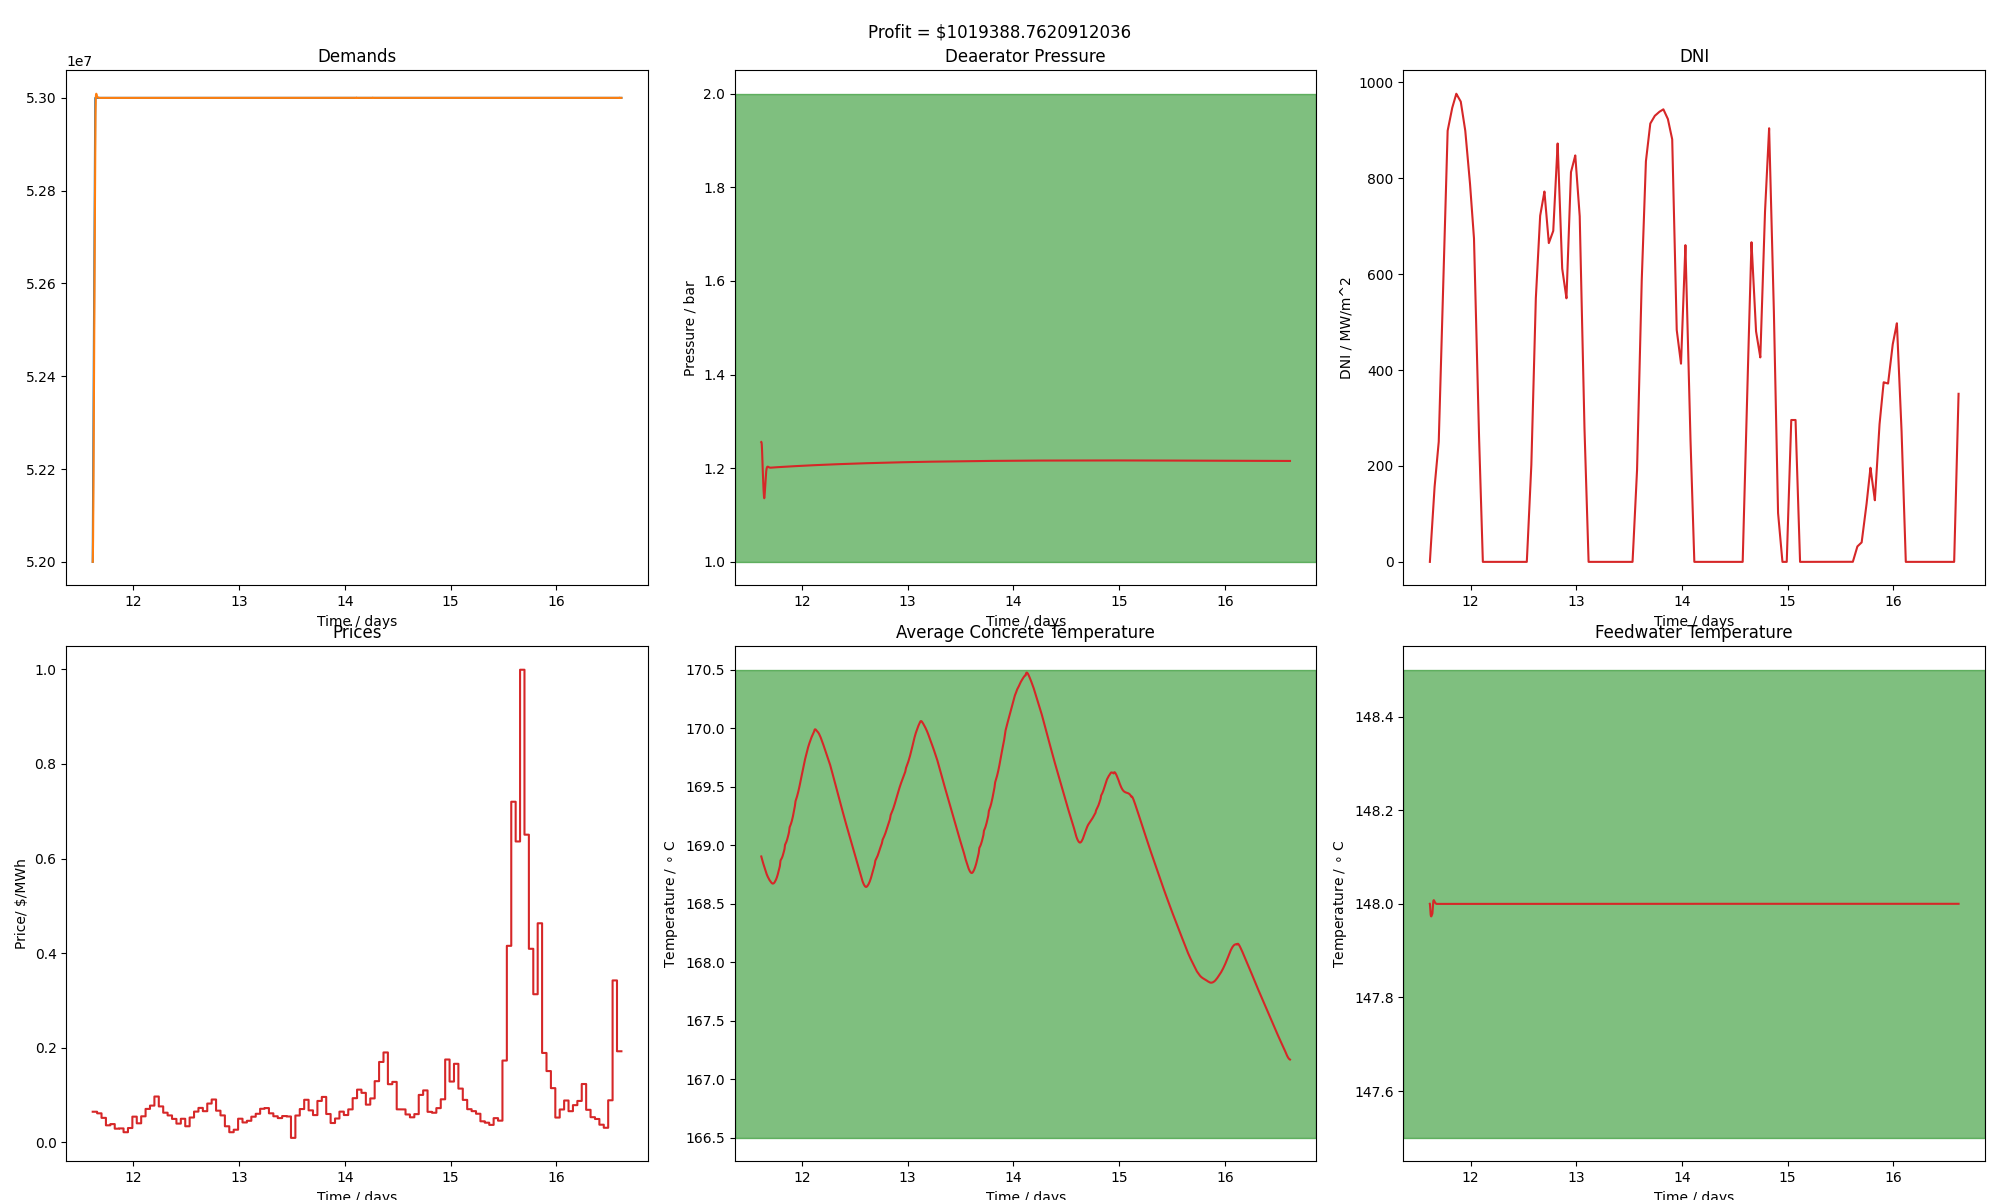 Profit = $1019388.7620912036
Demands
1e7
5.30
5.28
5.26
5.24
5.22
5.20
12 13 14 15 16
Time / days
Deaerator Pressure
Pressure / bar
2.0
1.8
1.6
1.4
1.2
1.0
12 13 14 15 16
Time / days
DNI
DNI / MW/m^2
1000
800
600
400
200
0
12 13 14 15 16
Time / days
Prices
Price/ $/MWh
1.0
0.8
0.6
0.4
0.2
0.0
12 13 14 15 16
Time / days
Average Concrete Temperature
Temperature / ∘ C
170.5
170.0
169.5
169.0
168.5
168.0
167.5
167.0
166.5
12 13 14 15 16
Time / days
Feedwater Temperature
Temperature / ∘ C
148.4
148.2
148.0
147.8
147.6
12 13 14 15 16
Time / days